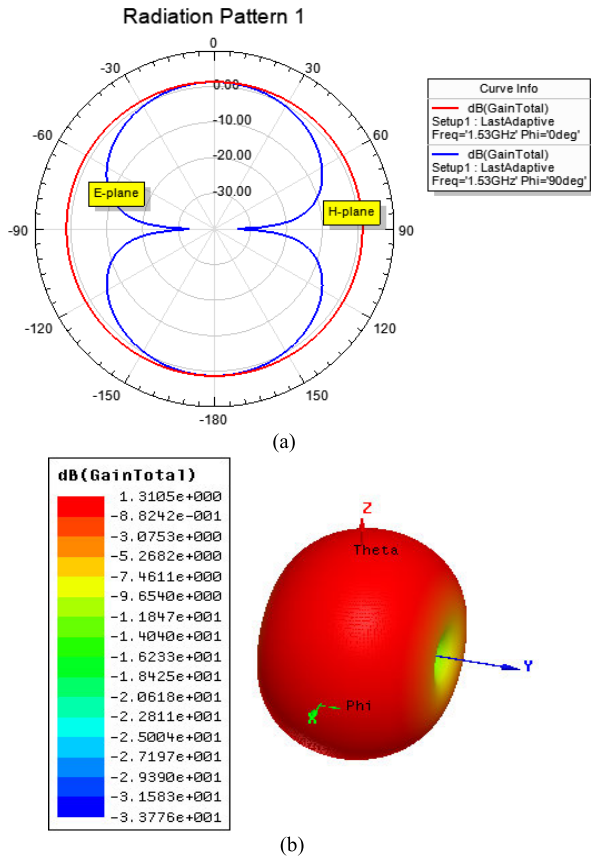 Radiation Pattern 1
0
-30
30
0.00
-60
60
-10.00
-20.00
-30.00
E-plane
H-plane
-90
90
-120
120
-150
150
-180
Curve Info
dB(GainTotal)
Setup1 : LastAdaptive
Freq='1.53GHz' Phi='0deg'
dB(GainTotal)
Setup1 : LastAdaptive
Freq='1.53GHz' Phi='90deg'
(a)
dB(GainTotal)
1.3105e+000
-8.8242e-001
-3.0753e+000
-5.2682e+000
-7.4611e+000
-9.6540e+000
-1.1847e+001
-1.4040e+001
-1.6233e+001
-1.8425e+001
-2.0618e+001
-2.2811e+001
-2.5004e+001
-2.7197e+001
-2.9390e+001
-3.1583e+001
-3.3776e+001
Z
Theta
Y
Phi
X
(b)